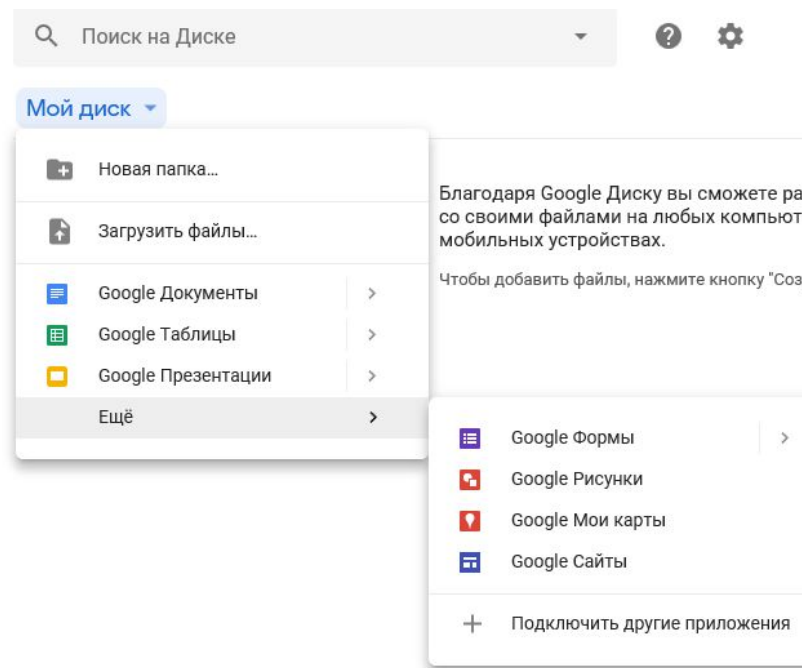 Поиск на Диске
Мой диск
Новая папка...
Загрузить файлы...
Google Документы
Google Таблицы
Google Презентации
Ещё
Благодаря Google Диску вы сможете ра
со своими файлами на любых компьют
мобильных устройствах.
Чтобы добавить файлы, нажмите кнопку "Соз
Google Формы
Google Рисунки
Google Мои карты
Google Сайты
Подключить другие приложения